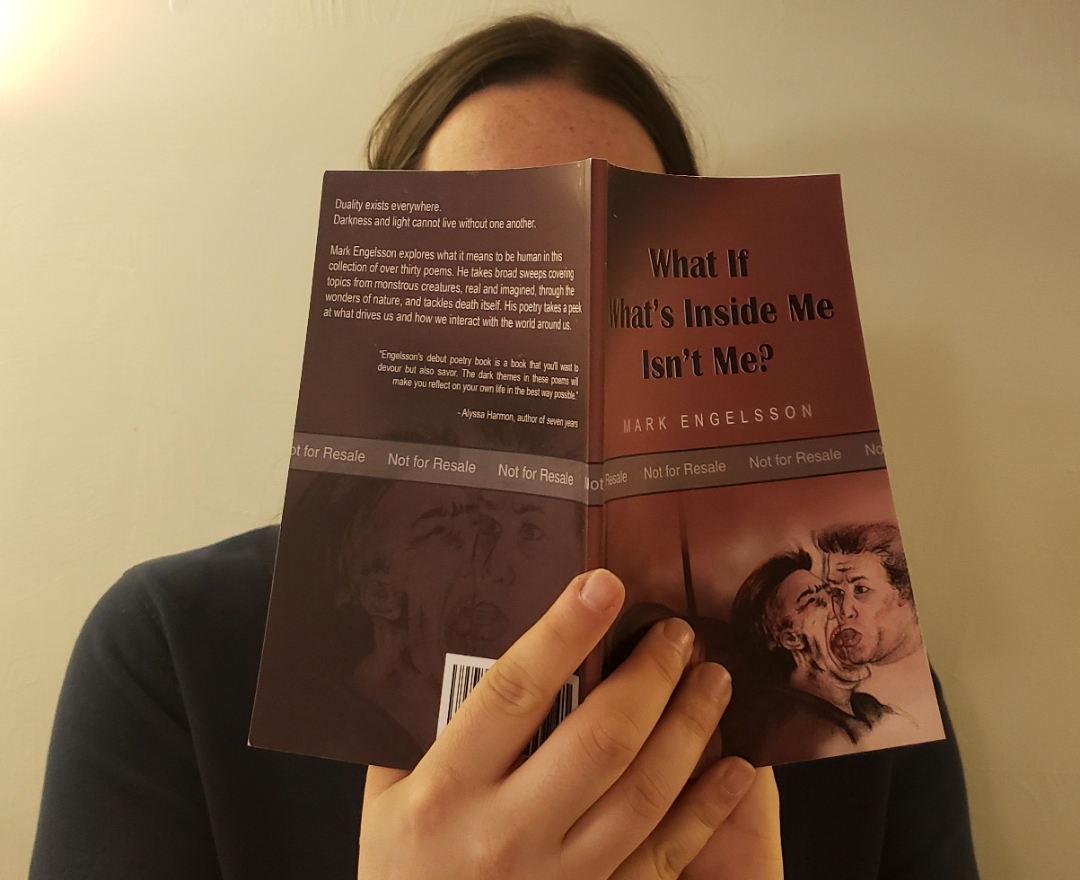 Duality exists everywhere.
Darkness and light cannot live without one another.
Mark Engelsson explores what it means to be human in this
collection of over thirty poems. He takes broad sweeps covering
topics from monstrous creatures, real and imagined, through the
wonders of nature, and tackles death itself. His poetry takes a peek
at what drives us and how we interact with the world around us.
"Engelsson's debut poetry book is a book that you'll want to
devour but also savor. The dark themes in these poems will
make you reflect on your own life in the best way possible."
- Alyssa Harmon, author of seven years
ot for Resale Not for Resale Not for Resale
What If
What's Inside Me
Isn't Me?
MARK ENGELSSON
Not for Resale Not for Resale Not for Resale No